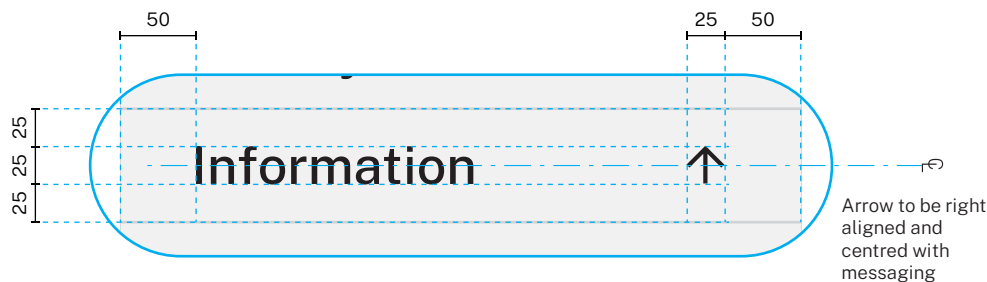 50
25 50
25
25
25
Information
Arrow to be right
aligned and
centred with
messaging